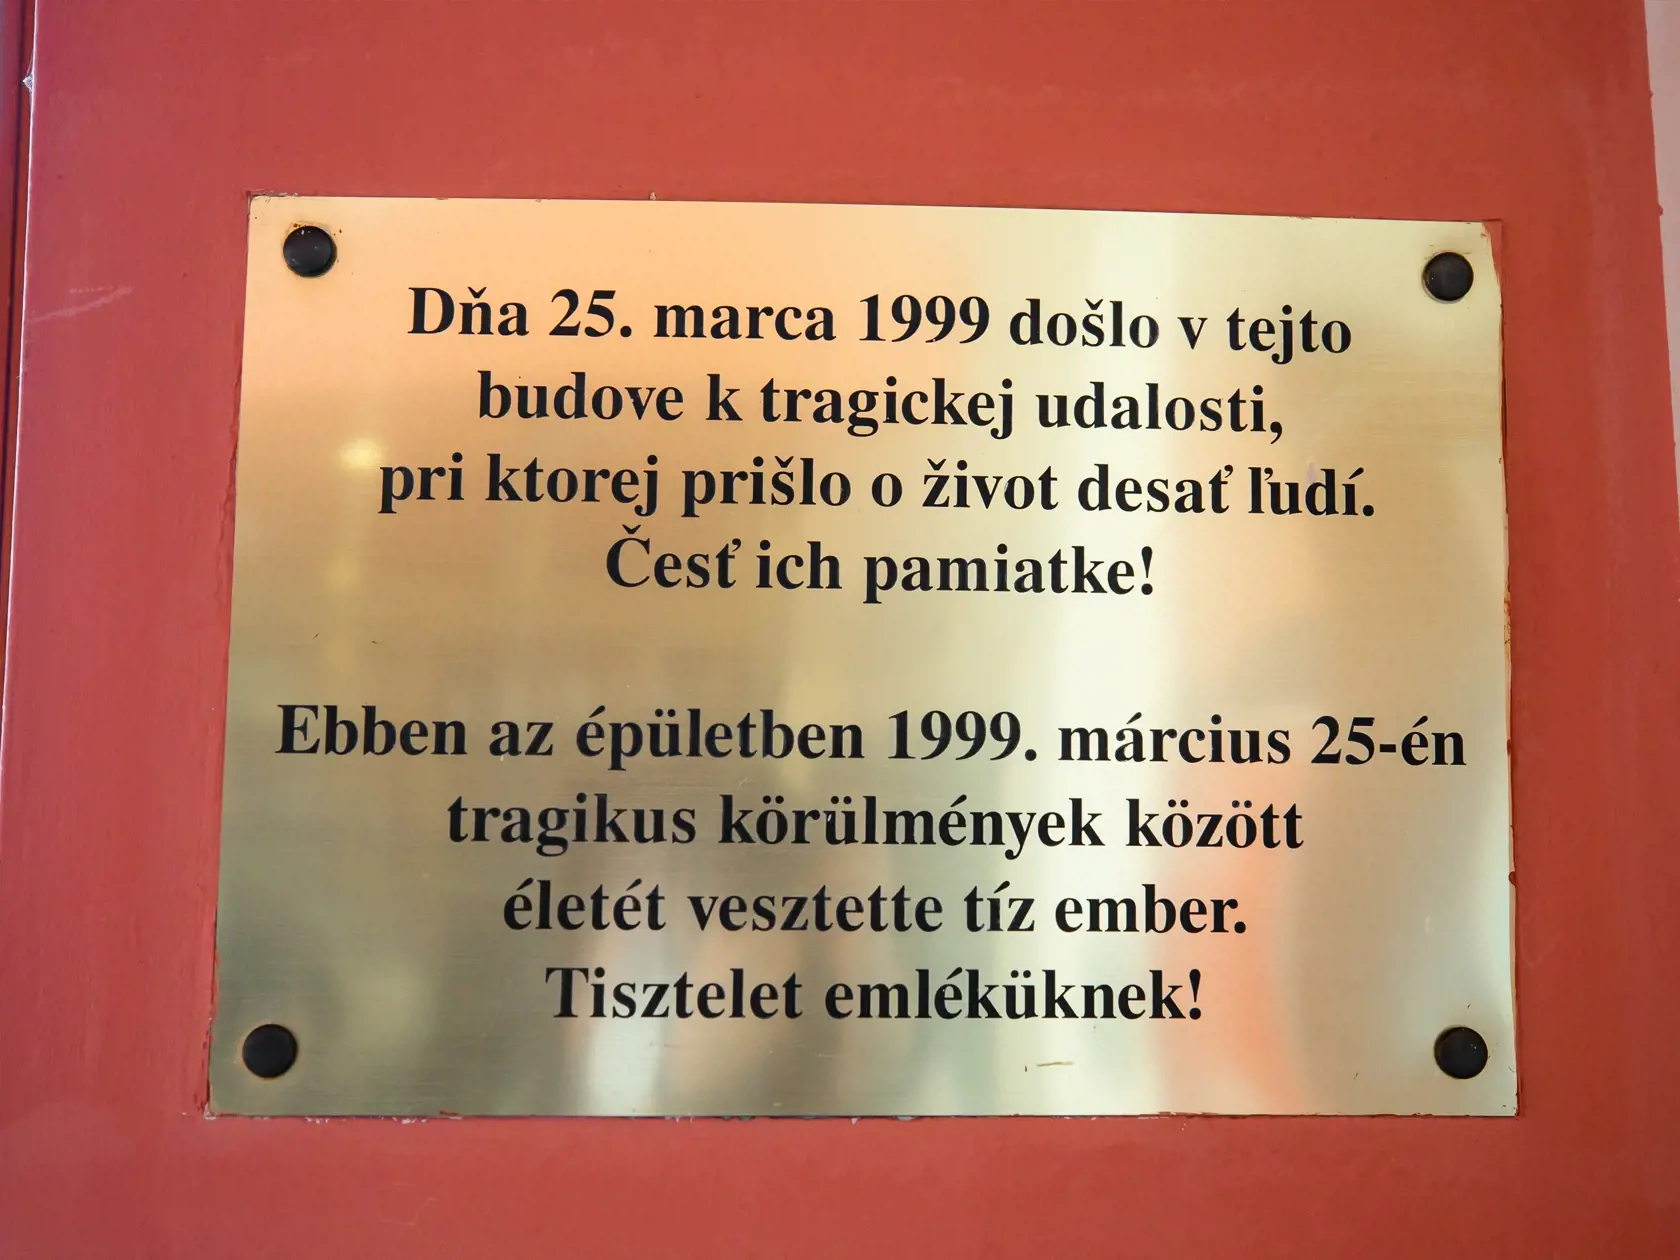 Dňa 25. marca 1999 došlo v tejto
budove k tragickej udalosti,
pri ktorej prišlo o život desať ľudí.
Česť ich pamiatke!
Ebben az épületben 1999. március 25-én
tragikus körülmények között
életét vesztette tíz ember.
Tisztelet emléküknek!